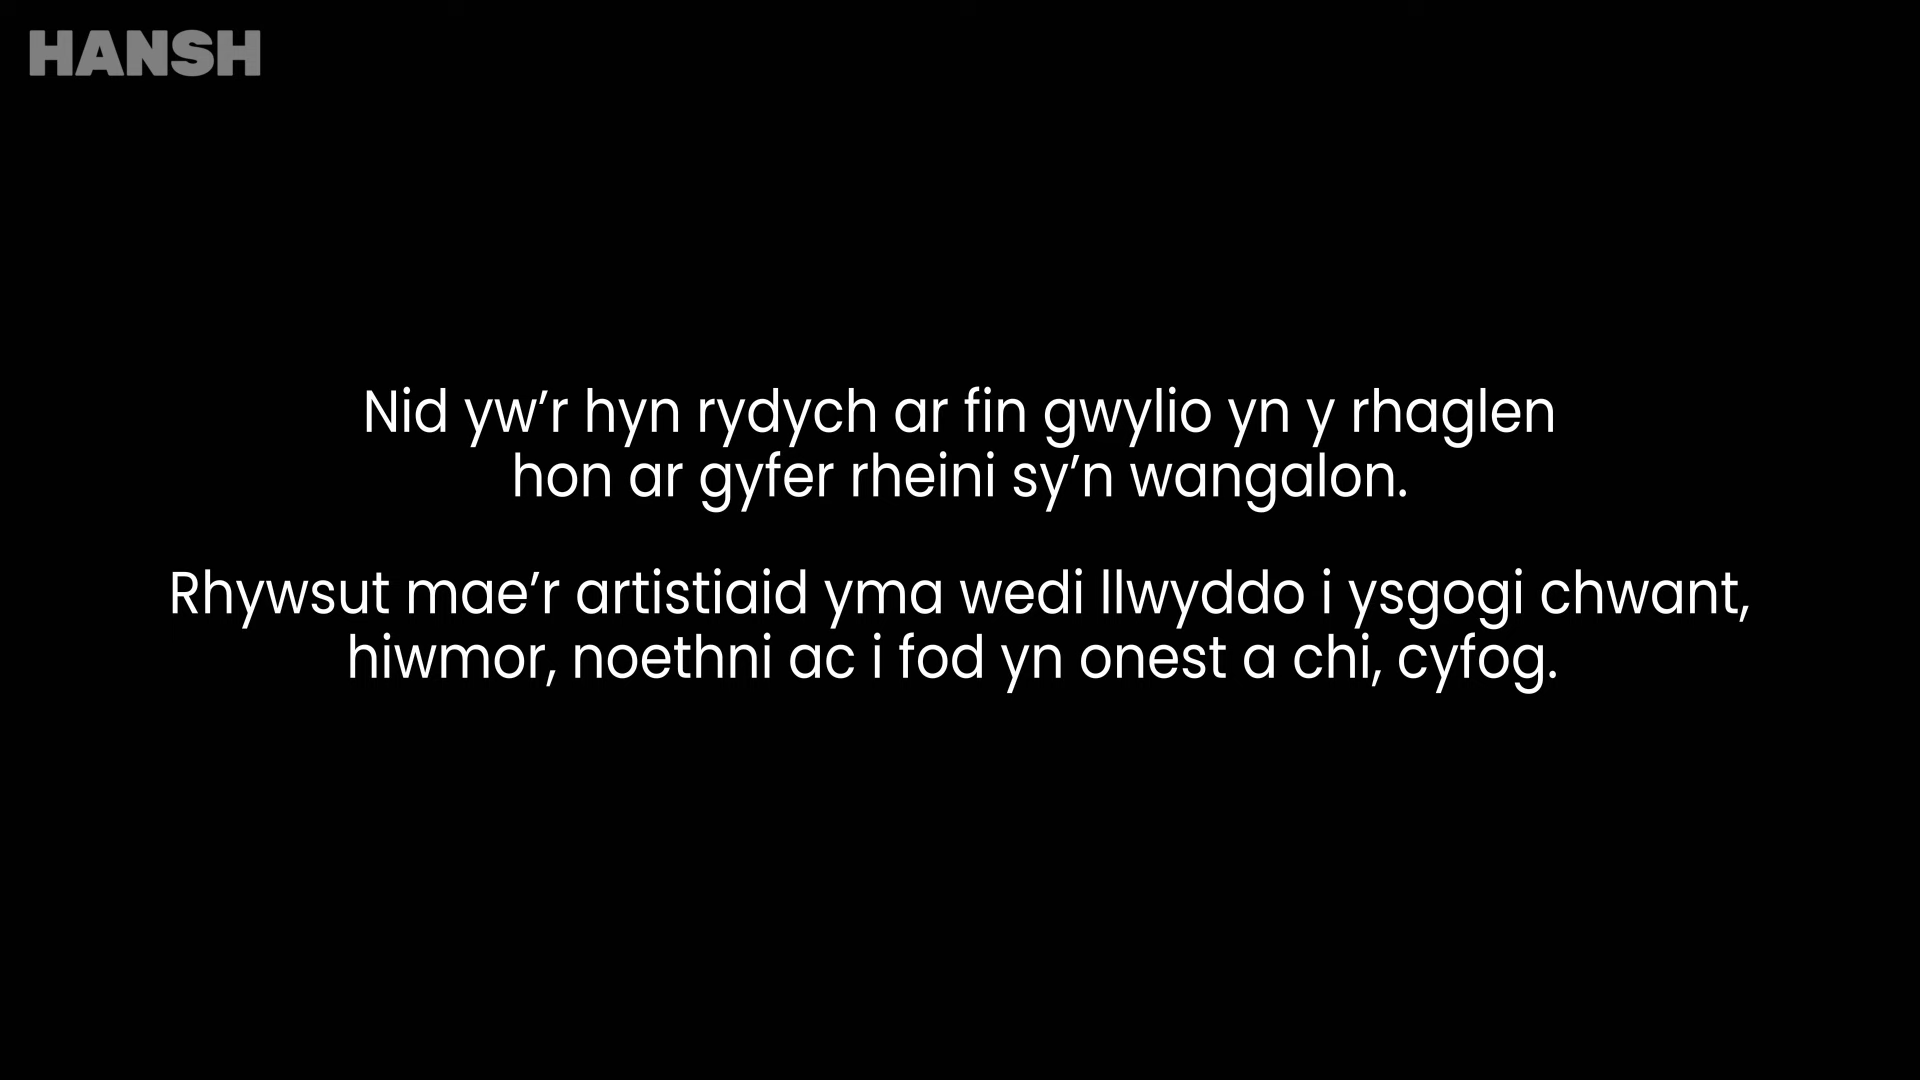 HANSH
Nid yw’r hyn rydych ar fin gwylio yn y rhaglen
hon ar gyfer rheini sy’n wangalon.
Rhywsut mae’r artistiaid yma wedi llwyddo i ysgogi chwant,
hiwmor, noethni ac i fod yn onest a chi, cyfog.